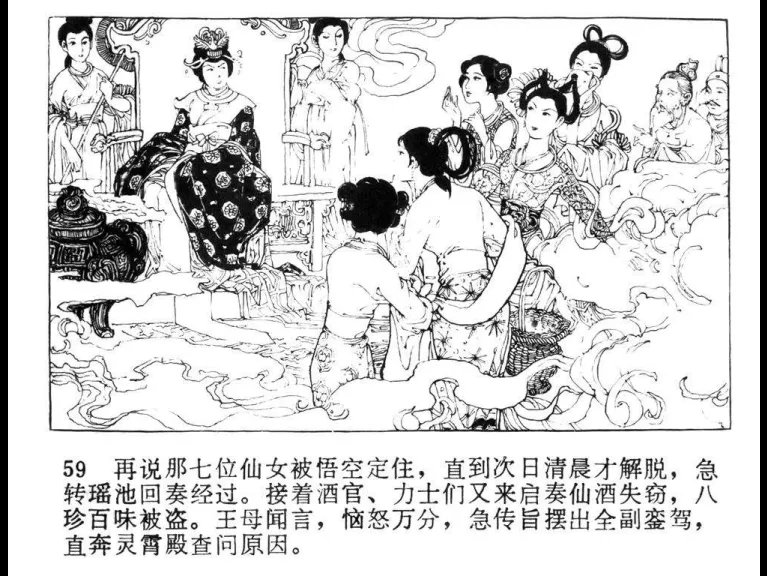 59 再说那七位仙女被悟空定住，直到次日清晨才解脱，急
转瑶池回奏经过。接着酒官、力士们又来启奏仙酒失窃，八
珍百味被盗。王母闻言，恼怒万分，急传旨摆出全副銮驾，
直奔灵霄殿查问原因。